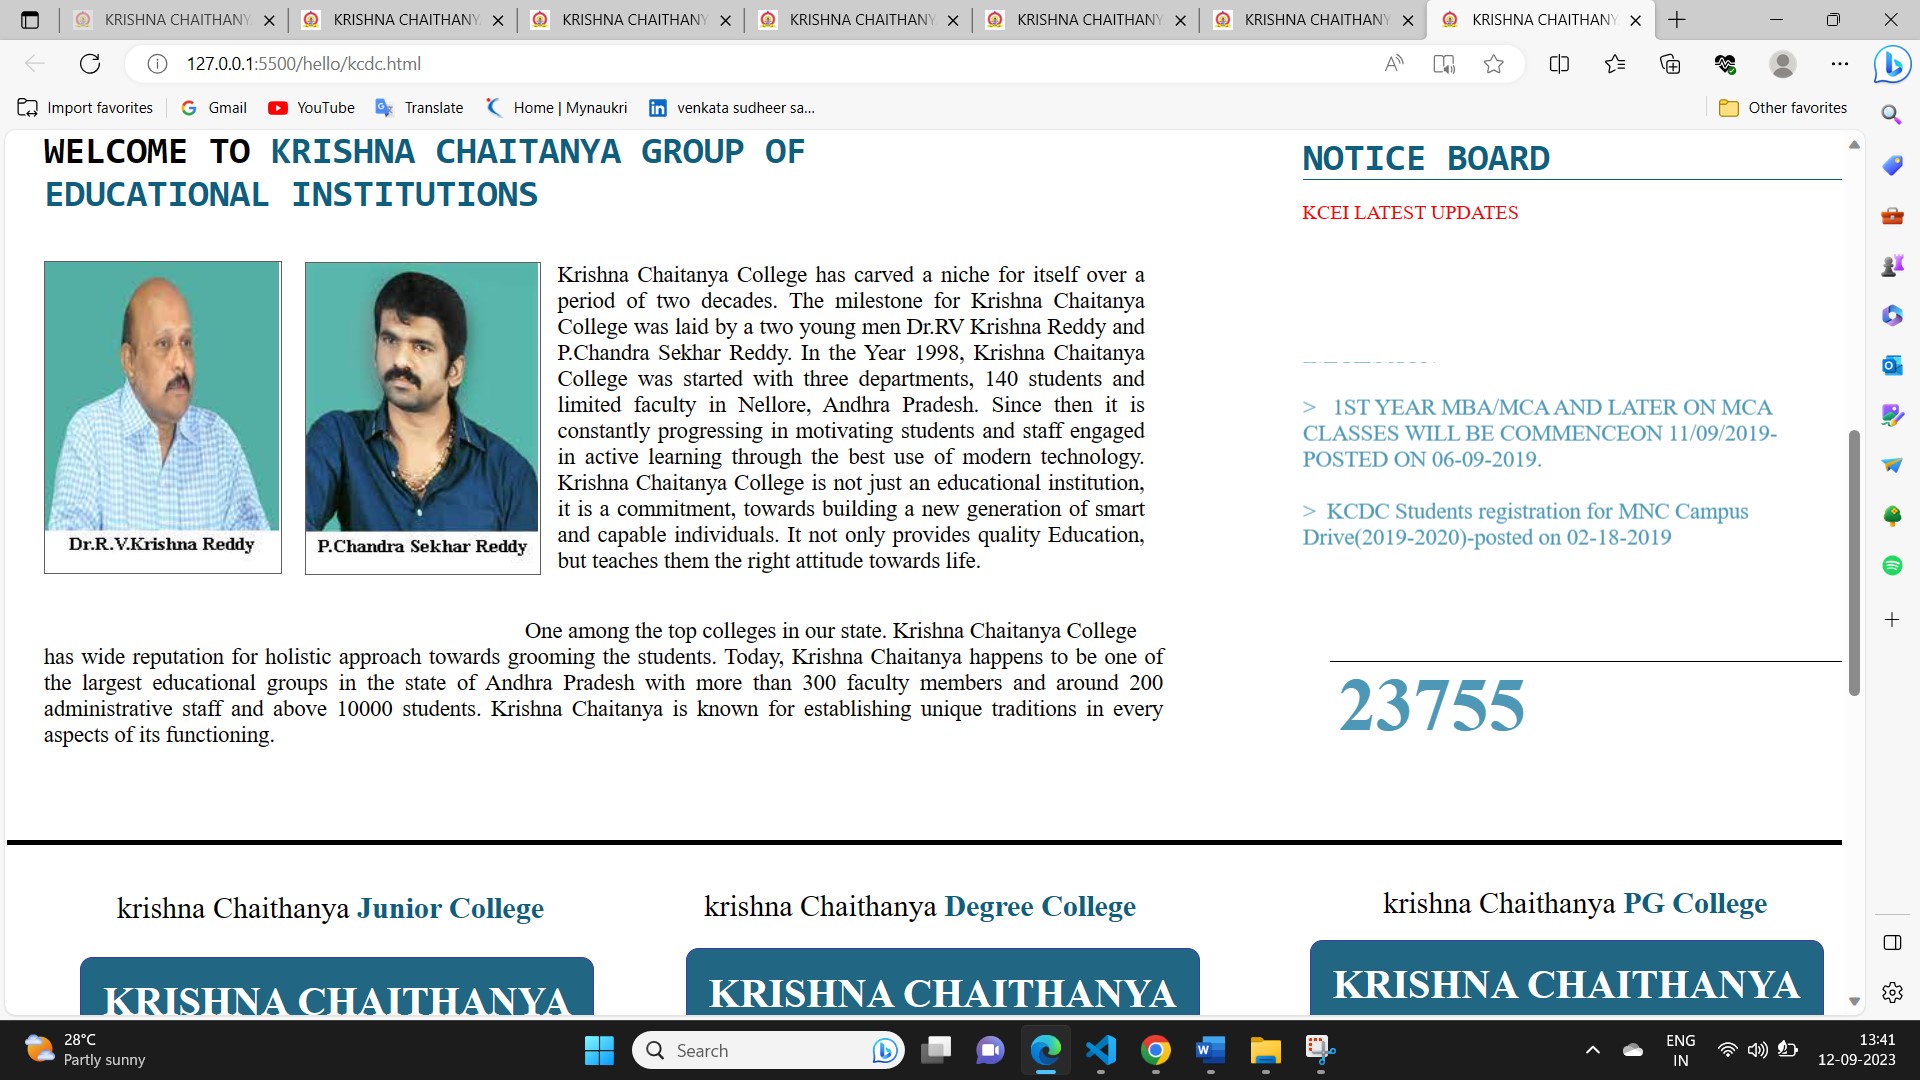 KRISHNA CHAITHANY
KRISHNA CHAITHANY
KRISHNA CHAITHANY
KRISHNA CHAITHANY
KRISHNA CHAITHANY
KRISHNA CHAITHANY
KRISHNA CHAITHANY
127.0.0.1:5500/hello/kcdc.html
Import favorites
Gmail
YouTube
Translate
Home | Mynaukri
venkata sudheer sa...
Other favorites
WELCOME TO KRISHNA CHAITANYA GROUP OF
EDUCATIONAL INSTITUTIONS
Dr.R.V.Krishna Reddy
P.Chandra Sekhar Reddy
Krishna Chaitanya College has carved a niche for itself over a
period of two decades. The milestone for Krishna Chaitanya
College was laid by a two young men Dr.RV Krishna Reddy and
P.Chandra Sekhar Reddy. In the Year 1998, Krishna Chaitanya
College was started with three departments, 140 students and
limited faculty in Nellore, Andhra Pradesh. Since then it is
constantly progressing in motivating students and staff engaged
in active learning through the best use of modern technology.
Krishna Chaitanya College is not just an educational institution,
it is a commitment, towards building a new generation of smart
and capable individuals. It not only provides quality Education,
but teaches them the right attitude towards life.
One among the top colleges in our state. Krishna Chaitanya College
has wide reputation for holistic approach towards grooming the students. Today, Krishna Chaitanya happens to be one of
the largest educational groups in the state of Andhra Pradesh with more than 300 faculty members and around 200
administrative staff and above 10000 students. Krishna Chaitanya is known for establishing unique traditions in every
aspects of its functioning.
NOTICE BOARD
KCEI LATEST UPDATES
> 1ST YEAR MBA/MCA AND LATER ON MCA
CLASSES WILL BE COMMENCEON 11/09/2019-
POSTED ON 06-09-2019.
> KCDC Students registration for MNC Campus
Drive(2019-2020)-posted on 02-18-2019
23755
krishna Chaithanya Junior College
krishna Chaithanya Degree College
krishna Chaithanya PG College
KRISHNA CHAITHANYA
KRISHNA CHAITHANYA
KRISHNA CHAITHANYA
28°C
Partly sunny
Search
ENG
IN
13:41
12-09-2023